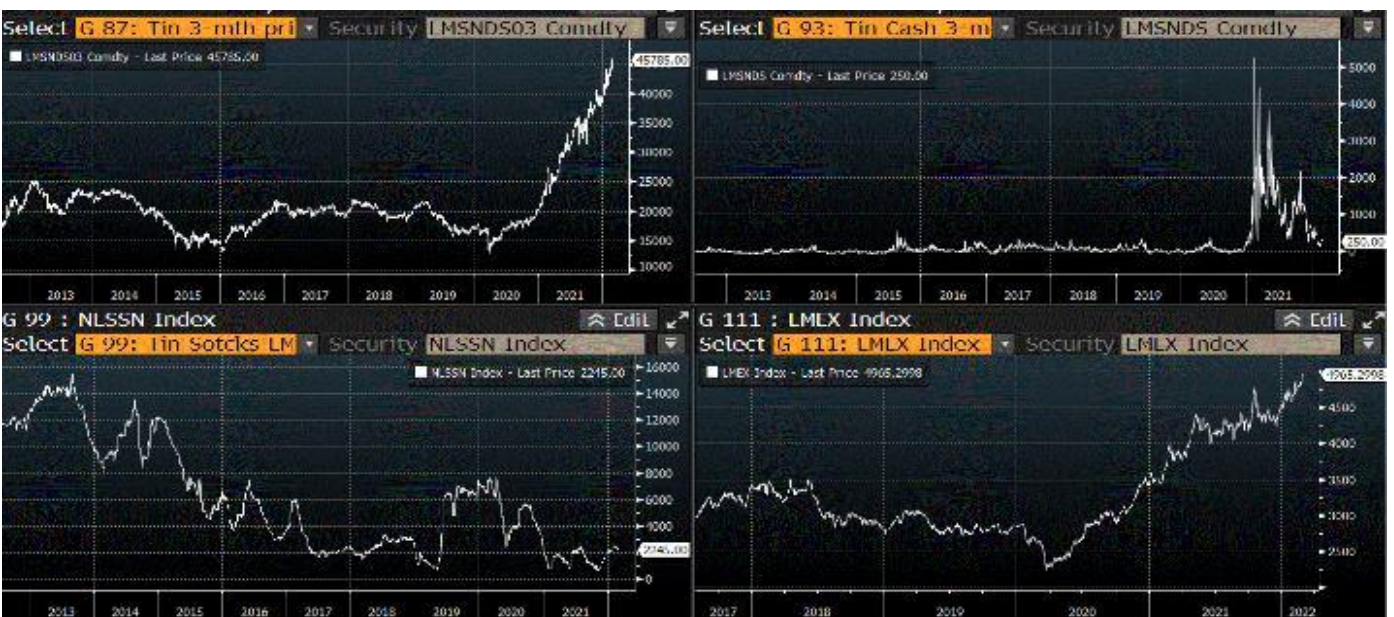 Select G 87: Tin 3-mth pri Security LMSNDS03 Comdty
LMSNDS03 Comdty - Last Price 45785.00
45785.00
40000
35000
30000
25000
20000
15000
10000
2013 2014 2015 2016 2017 2018 2019 2020 2021
Select G 93: Tin Cash 3-m Security LMSNDS Comdty
LMSNDS Comdty - Last Price 250.00
5000
4000
3000
2000
1000
250.00
0
2013 2014 2015 2016 2017 2018 2019 2020 2021
G 99 : NLSSN Index Edit
Select G 99: Tin Sotcks LM Security NLSSN Index
NLSSN Index - Last Price 2245.00
16000
14000
12000
10000
8000
6000
4000
2245.00
0
2013 2014 2015 2016 2017 2018 2019 2020 2021
G 111 : LMEX Index Edit
Select G 111: LMEX Index Security LMEX Index
LMEX Index - Last Price 4965.2998
4965.2998
4500
4000
3500
3000
2500
2017 2018 2019 2020 2021 2022